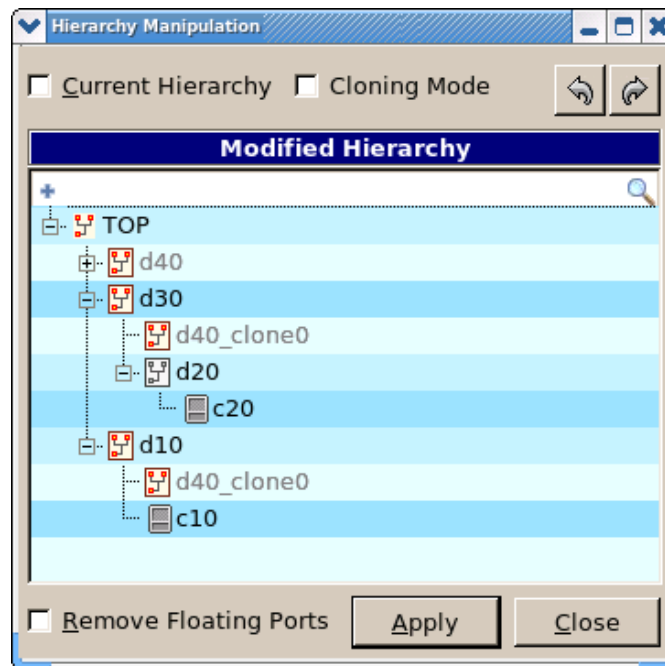 Hierarchy Manipulation
Current Hierarchy Cloning Mode
Modified Hierarchy
TOP
d40
d30
d40_clone0
d20
c20
d10
d40_clone0
c10
Remove Floating Ports Apply Close